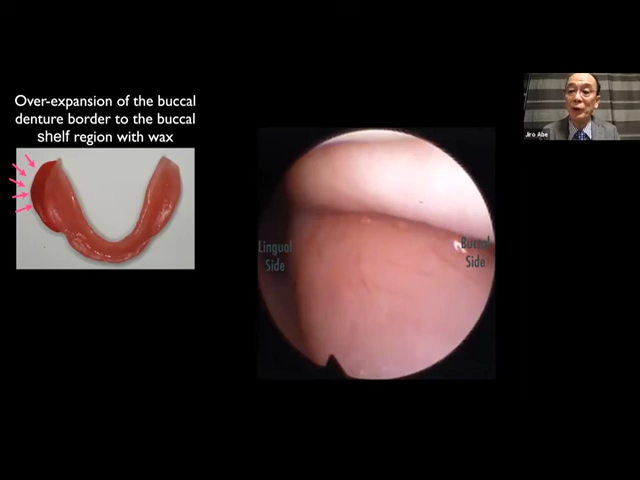 Over-expansion of the buccal
denture border to the buccal
shelf region with wax
Lingual
Side
Buccal
Side
Jiro Abe